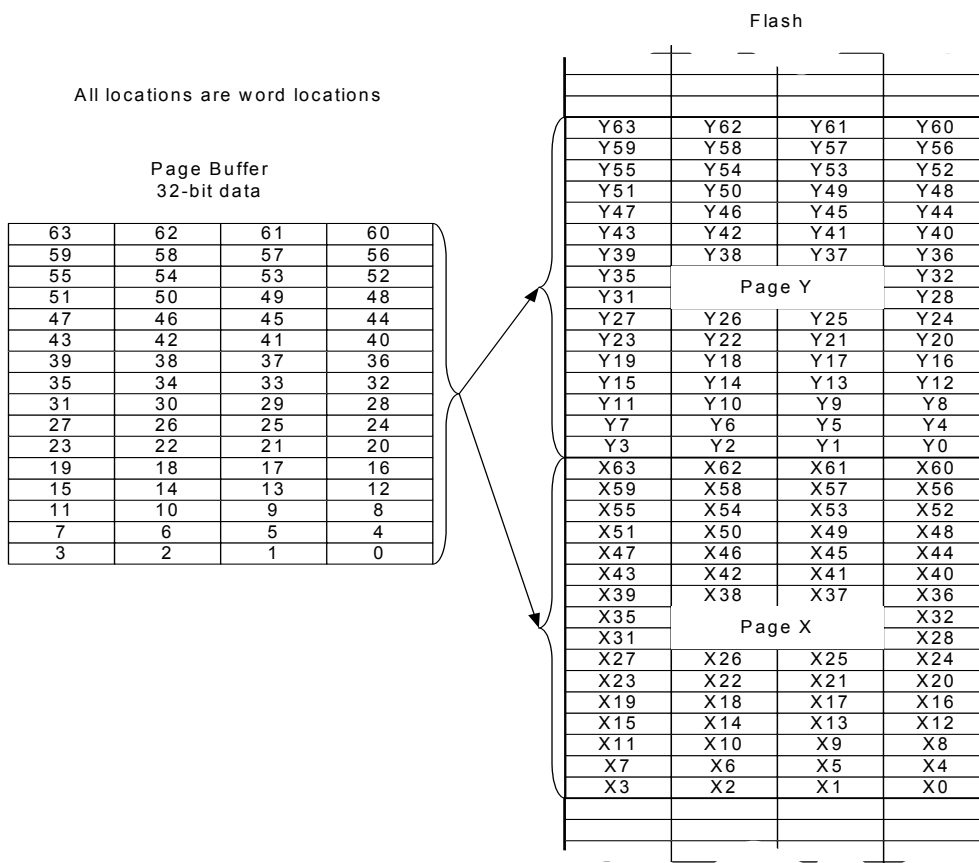 Flash
All locations are word locations
Page Buffer
32-bit data
63 62 61 60
59 58 57 56
55 54 53 52
51 50 49 48
47 46 45 44
43 42 41 40
39 38 37 36
35 34 33 32
31 30 29 28
27 26 25 24
23 22 21 20
19 18 17 16
15 14 13 12
11 10 9 8
7 6 5 4
3 2 1 0
Y63 Y62 Y61 Y60
Y59 Y58 Y57 Y56
Y55 Y54 Y53 Y52
Y51 Y50 Y49 Y48
Y47 Y46 Y45 Y44
Y43 Y42 Y41 Y40
Y39 Y38 Y37 Y36
Y35 Y32
Page Y
Y31 Y28
Y27 Y26 Y25 Y24
Y23 Y22 Y21 Y20
Y19 Y18 Y17 Y16
Y15 Y14 Y13 Y12
Y11 Y10 Y9 Y8
Y7 Y6 Y5 Y4
Y3 Y2 Y1 Y0
X63 X62 X61 X60
X59 X58 X57 X56
X55 X54 X53 X52
X51 X50 X49 X48
X47 X46 X45 X44
X43 X42 X41 X40
X39 X38 X37 X36
X35 X32
Page X
X31 X28
X27 X26 X25 X24
X23 X22 X21 X20
X19 X18 X17 X16
X15 X14 X13 X12
X11 X10 X9 X8
X7 X6 X5 X4
X3 X2 X1 X0